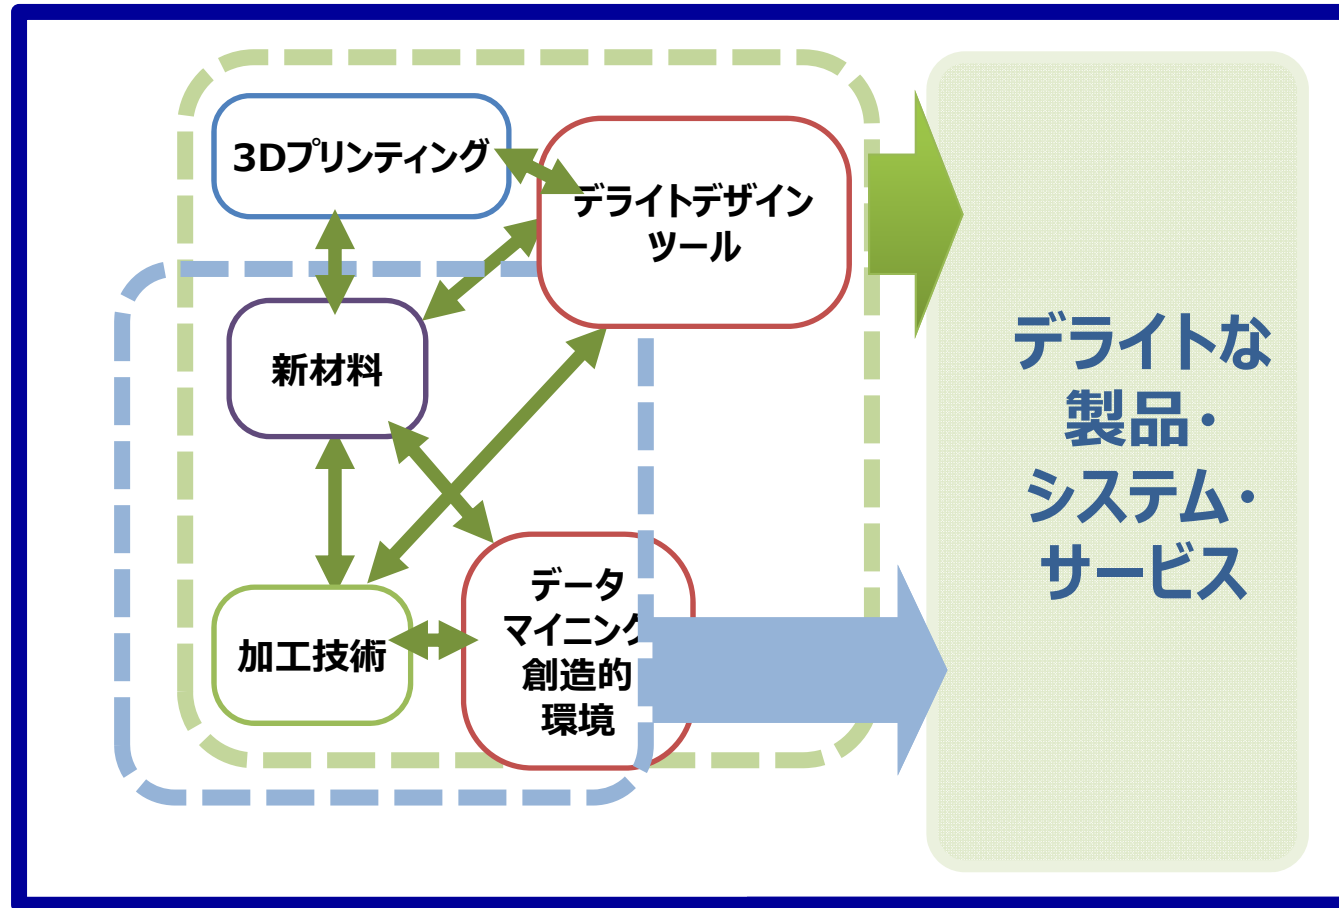 3Dプリンティング
デライトデザイン
ツール
新材料
加工技術
データ
マイニング
創造的
環境
デライトな
製品・
システム・
サービス